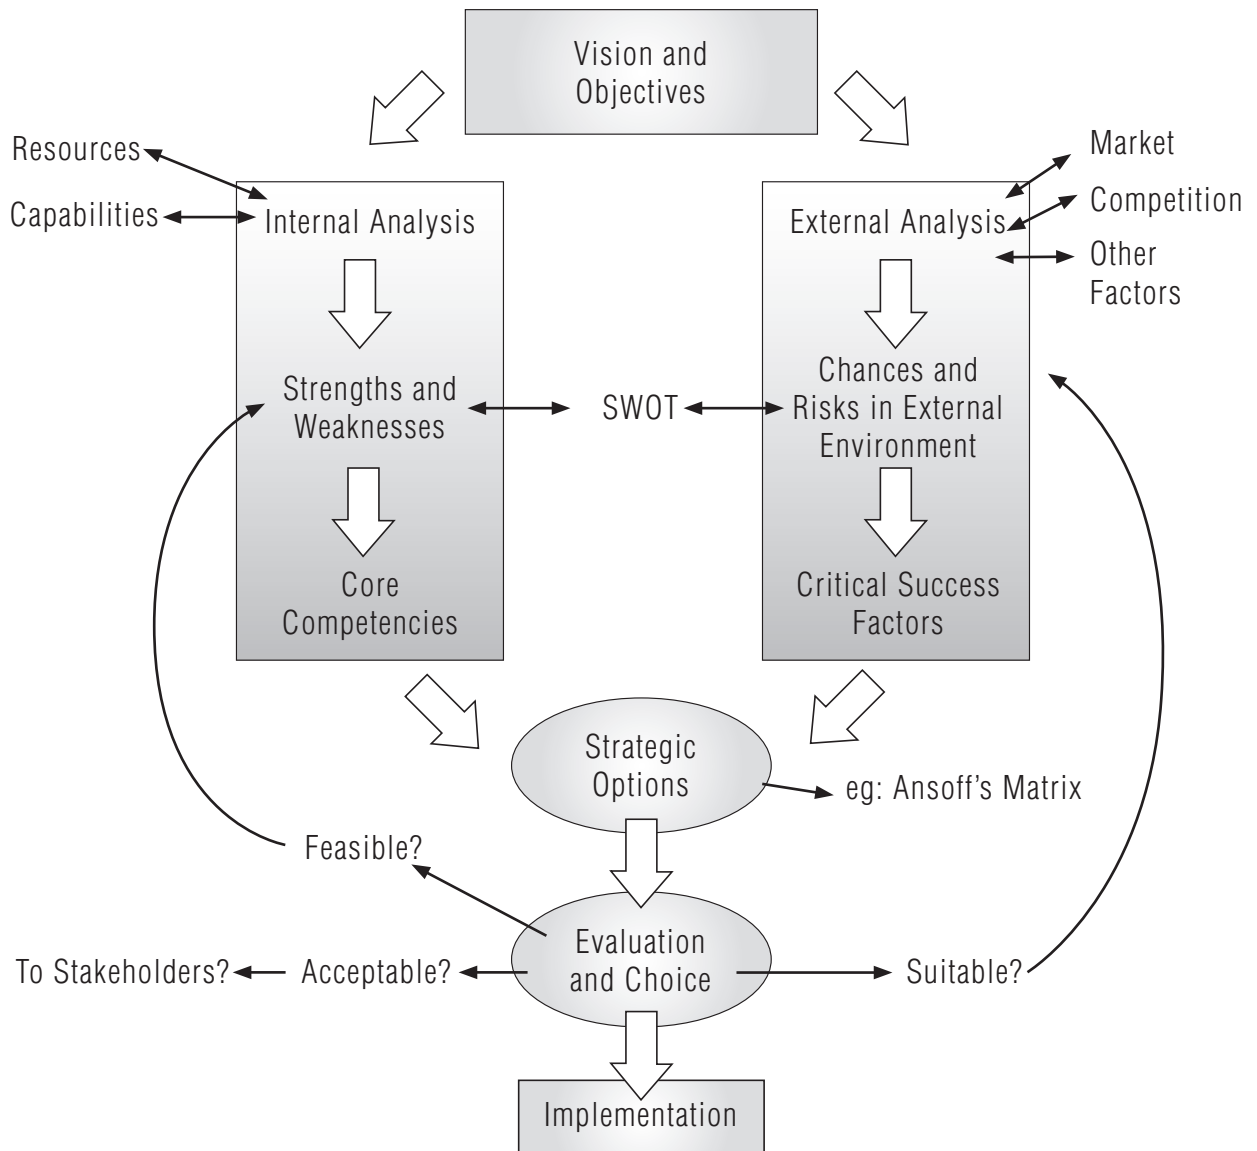 Vision and
Objectives
Resources
Capabilities
Internal Analysis
External Analysis
Market
Competition
Other
Factors
Strengths and
Weaknesses
SWOT
Chances and
Risks in External
Environment
Core
Competencies
Critical Success
Factors
Strategic
Options
eg: Ansoff's Matrix
Feasible?
Evaluation
and Choice
To Stakeholders?
Acceptable?
Suitable?
Implementation